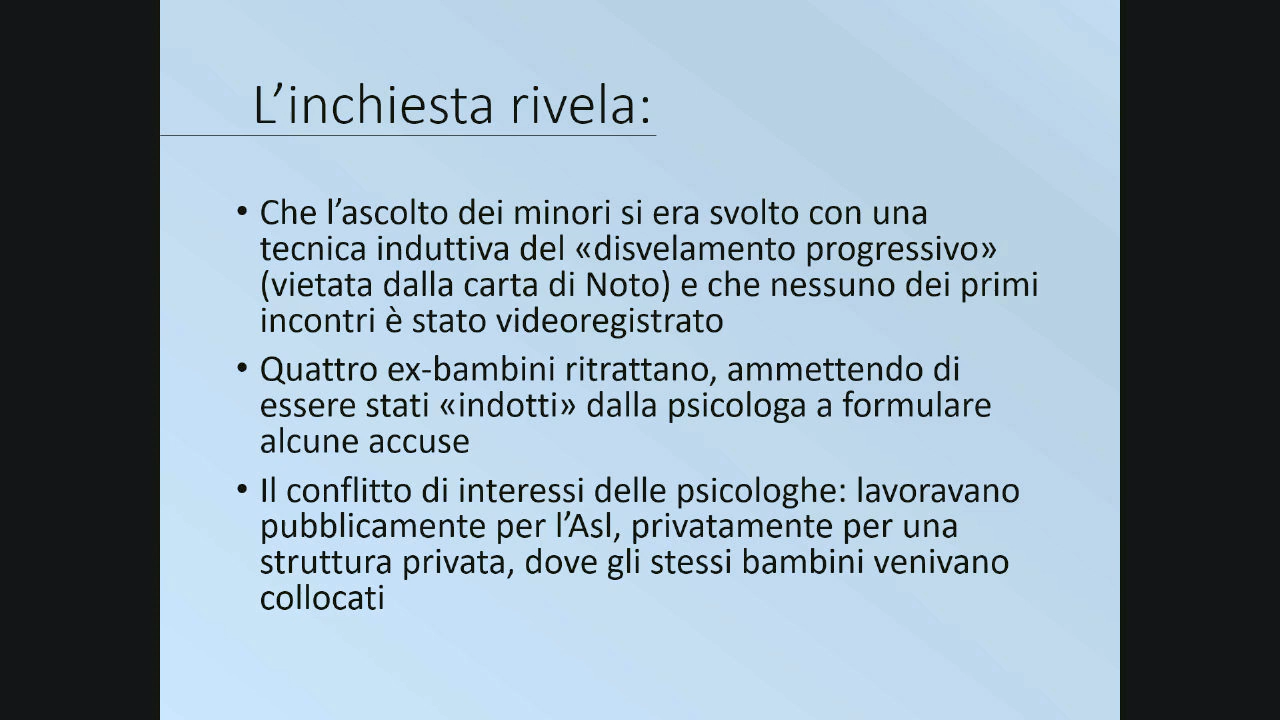 L’inchiesta rivela:
• Che l’ascolto dei minori si era svolto con una
tecnica induttiva del «disvelamento progressivo»
(vietata dalla carta di Noto) e che nessuno dei primi
incontri è stato videoregistrato
• Quattro ex-bambini ritrattano, ammettendo di
essere stati «indotti» dalla psicologa a formulare
alcune accuse
• Il conflitto di interessi delle psicologhe: lavoravano
pubblicamente per l’Asl, privatamente per una
struttura privata, dove gli stessi bambini venivano
collocati